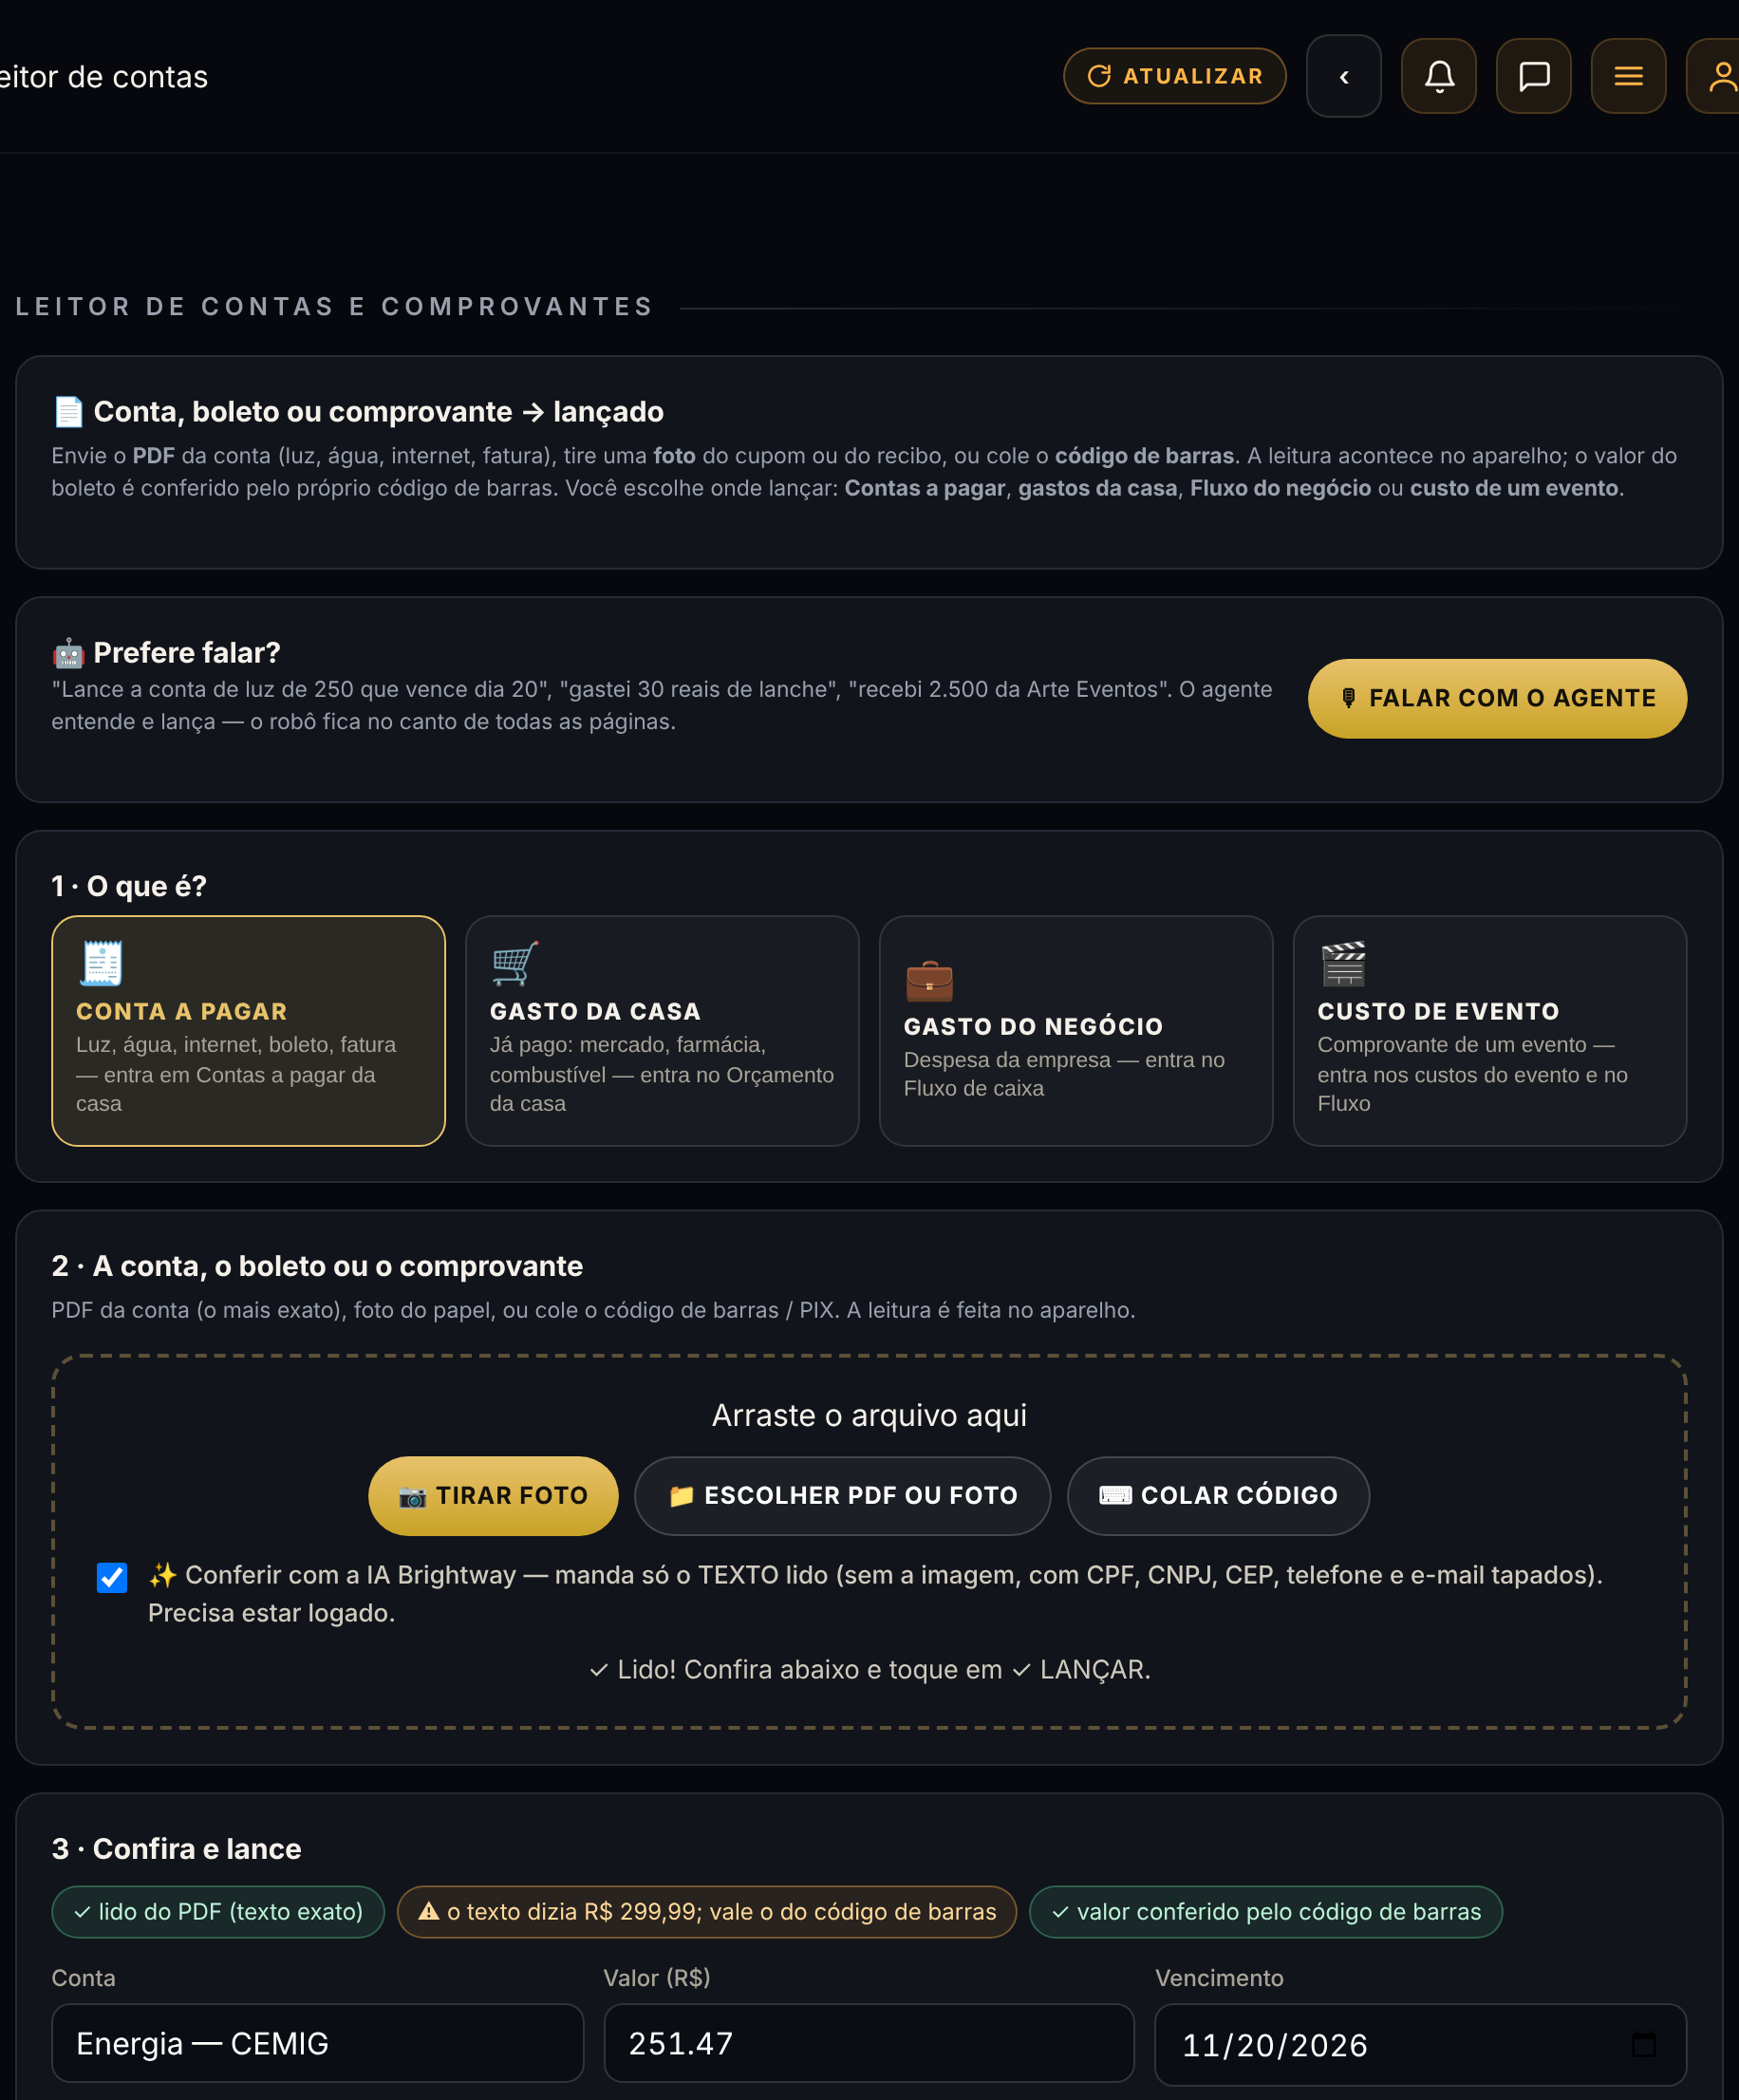 eitor de contas
ATUALIZAR
LEITOR DE CONTAS E COMPROVANTES
📄 Conta, boleto ou comprovante → lançado
Envie o PDF da conta (luz, água, internet, fatura), tire uma foto do cupom ou do recibo, ou cole o código de barras. A leitura acontece no aparelho; o valor do
boleto é conferido pelo próprio código de barras. Você escolhe onde lançar: Contas a pagar, gastos da casa, Fluxo do negócio ou custo de um evento.
🤖 Prefere falar?
"Lance a conta de luz de 250 que vence dia 20", "gastei 30 reais de lanche", "recebi 2.500 da Arte Eventos". O agente
entende e lança — o robô fica no canto de todas as páginas.
🎙 FALAR COM O AGENTE
1 · O que é?
🧾
CONTA A PAGAR
Luz, água, internet, boleto, fatura
— entra em Contas a pagar da
casa
🛒
GASTO DA CASA
Já pago: mercado, farmácia,
combustível — entra no Orçamento
da casa
💼
GASTO DO NEGÓCIO
Despesa da empresa — entra no
Fluxo de caixa
🎬
CUSTO DE EVENTO
Comprovante de um evento —
entra nos custos do evento e no
Fluxo
2 · A conta, o boleto ou o comprovante
PDF da conta (o mais exato), foto do papel, ou cole o código de barras / PIX. A leitura é feita no aparelho.
Arraste o arquivo aqui
📷 TIRAR FOTO
📁 ESCOLHER PDF OU FOTO
⌨ COLAR CÓDIGO
✨ Conferir com a IA Brightway — manda só o TEXTO lido (sem a imagem, com CPF, CNPJ, CEP, telefone e e-mail tapados).
Precisa estar logado.
✓ Lido! Confira abaixo e toque em ✓ LANÇAR.
3 · Confira e lance
✓ lido do PDF (texto exato)
⚠ o texto dizia R$ 299,99; vale o do código de barras
✓ valor conferido pelo código de barras
Conta
Valor (R$)
Vencimento
Energia — CEMIG
251.47
11/20/2026